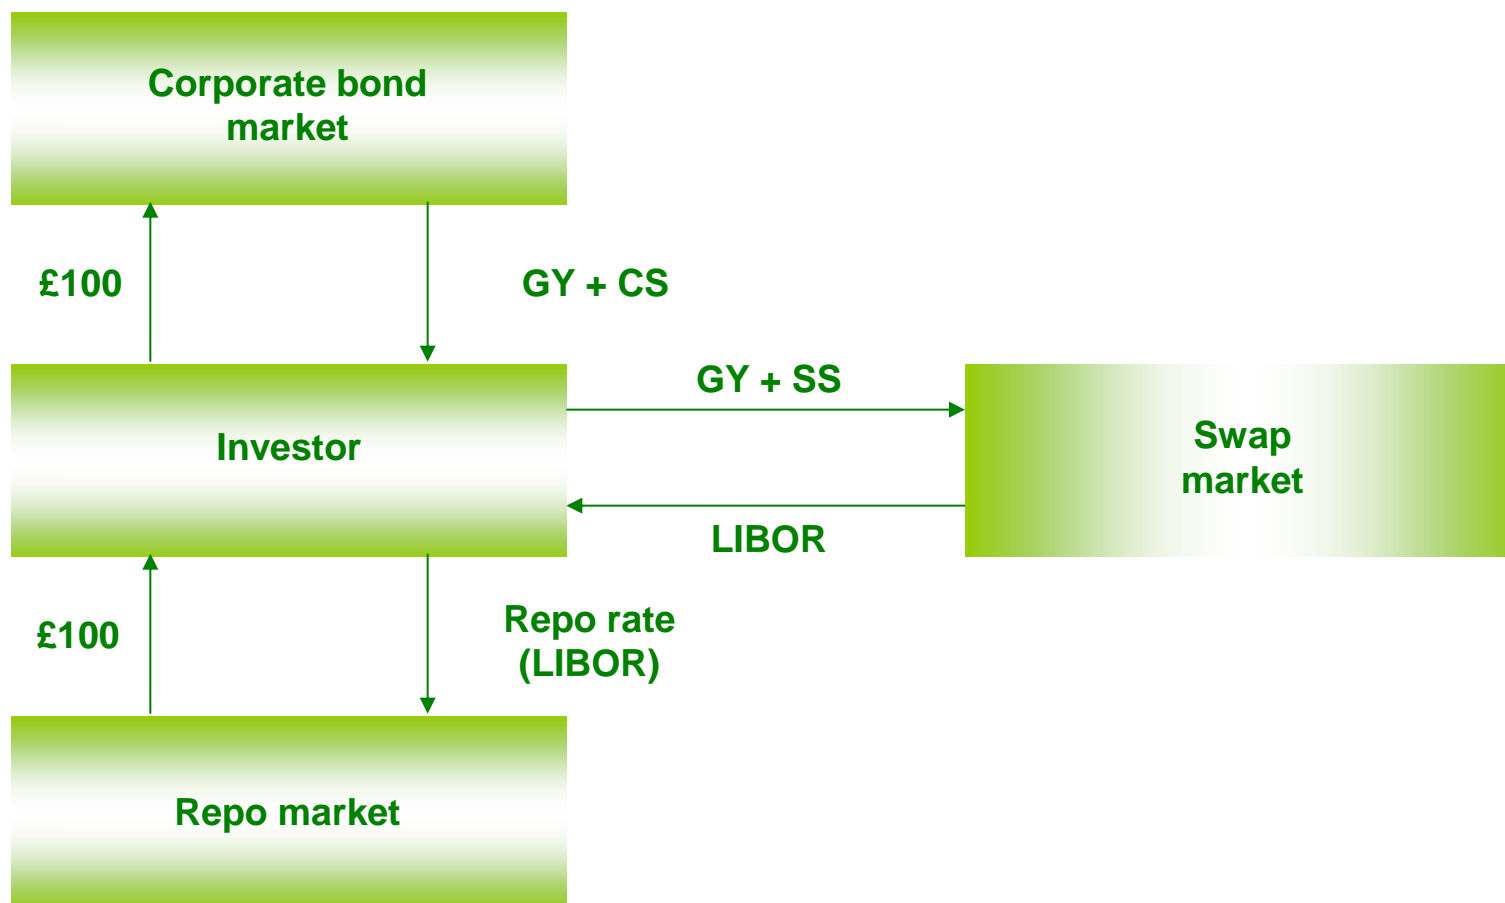 Corporate bond
market
£100
GY + CS
GY + SS
Investor
Swap
market
LIBOR
£100
Repo rate
(LIBOR)
Repo market